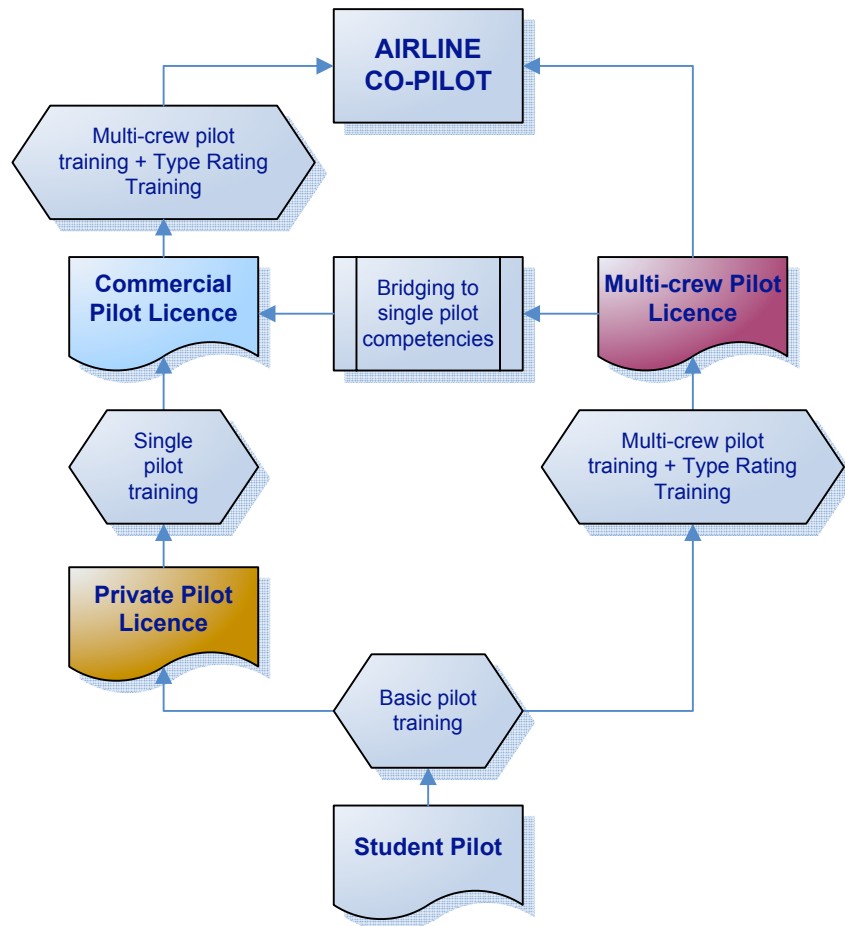 AIRLINE
CO-PILOT
Multi-crew pilot
training + Type Rating
Training
Commercial
Pilot Licence
Bridging to
single pilot
competencies
Multi-crew Pilot
Licence
Single
pilot
training
Multi-crew pilot
training + Type Rating
Training
Private Pilot
Licence
Basic pilot
training
Student Pilot